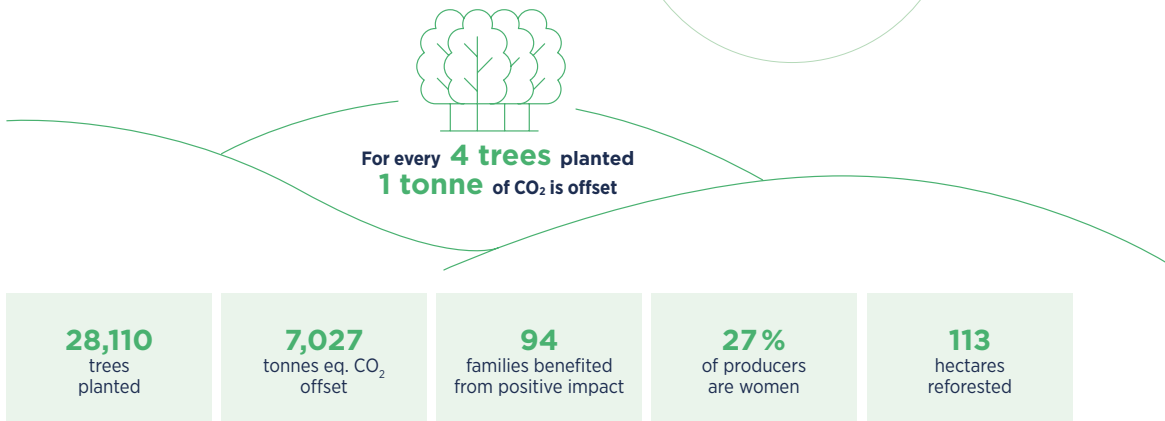 For every 4 trees planted
1 tonne of CO₂ is offset
28,110
trees
planted
7,027
tonnes eq. CO₂
offset
94
families benefited
from positive impact
27 %
of producers
are women
113
hectares
reforested